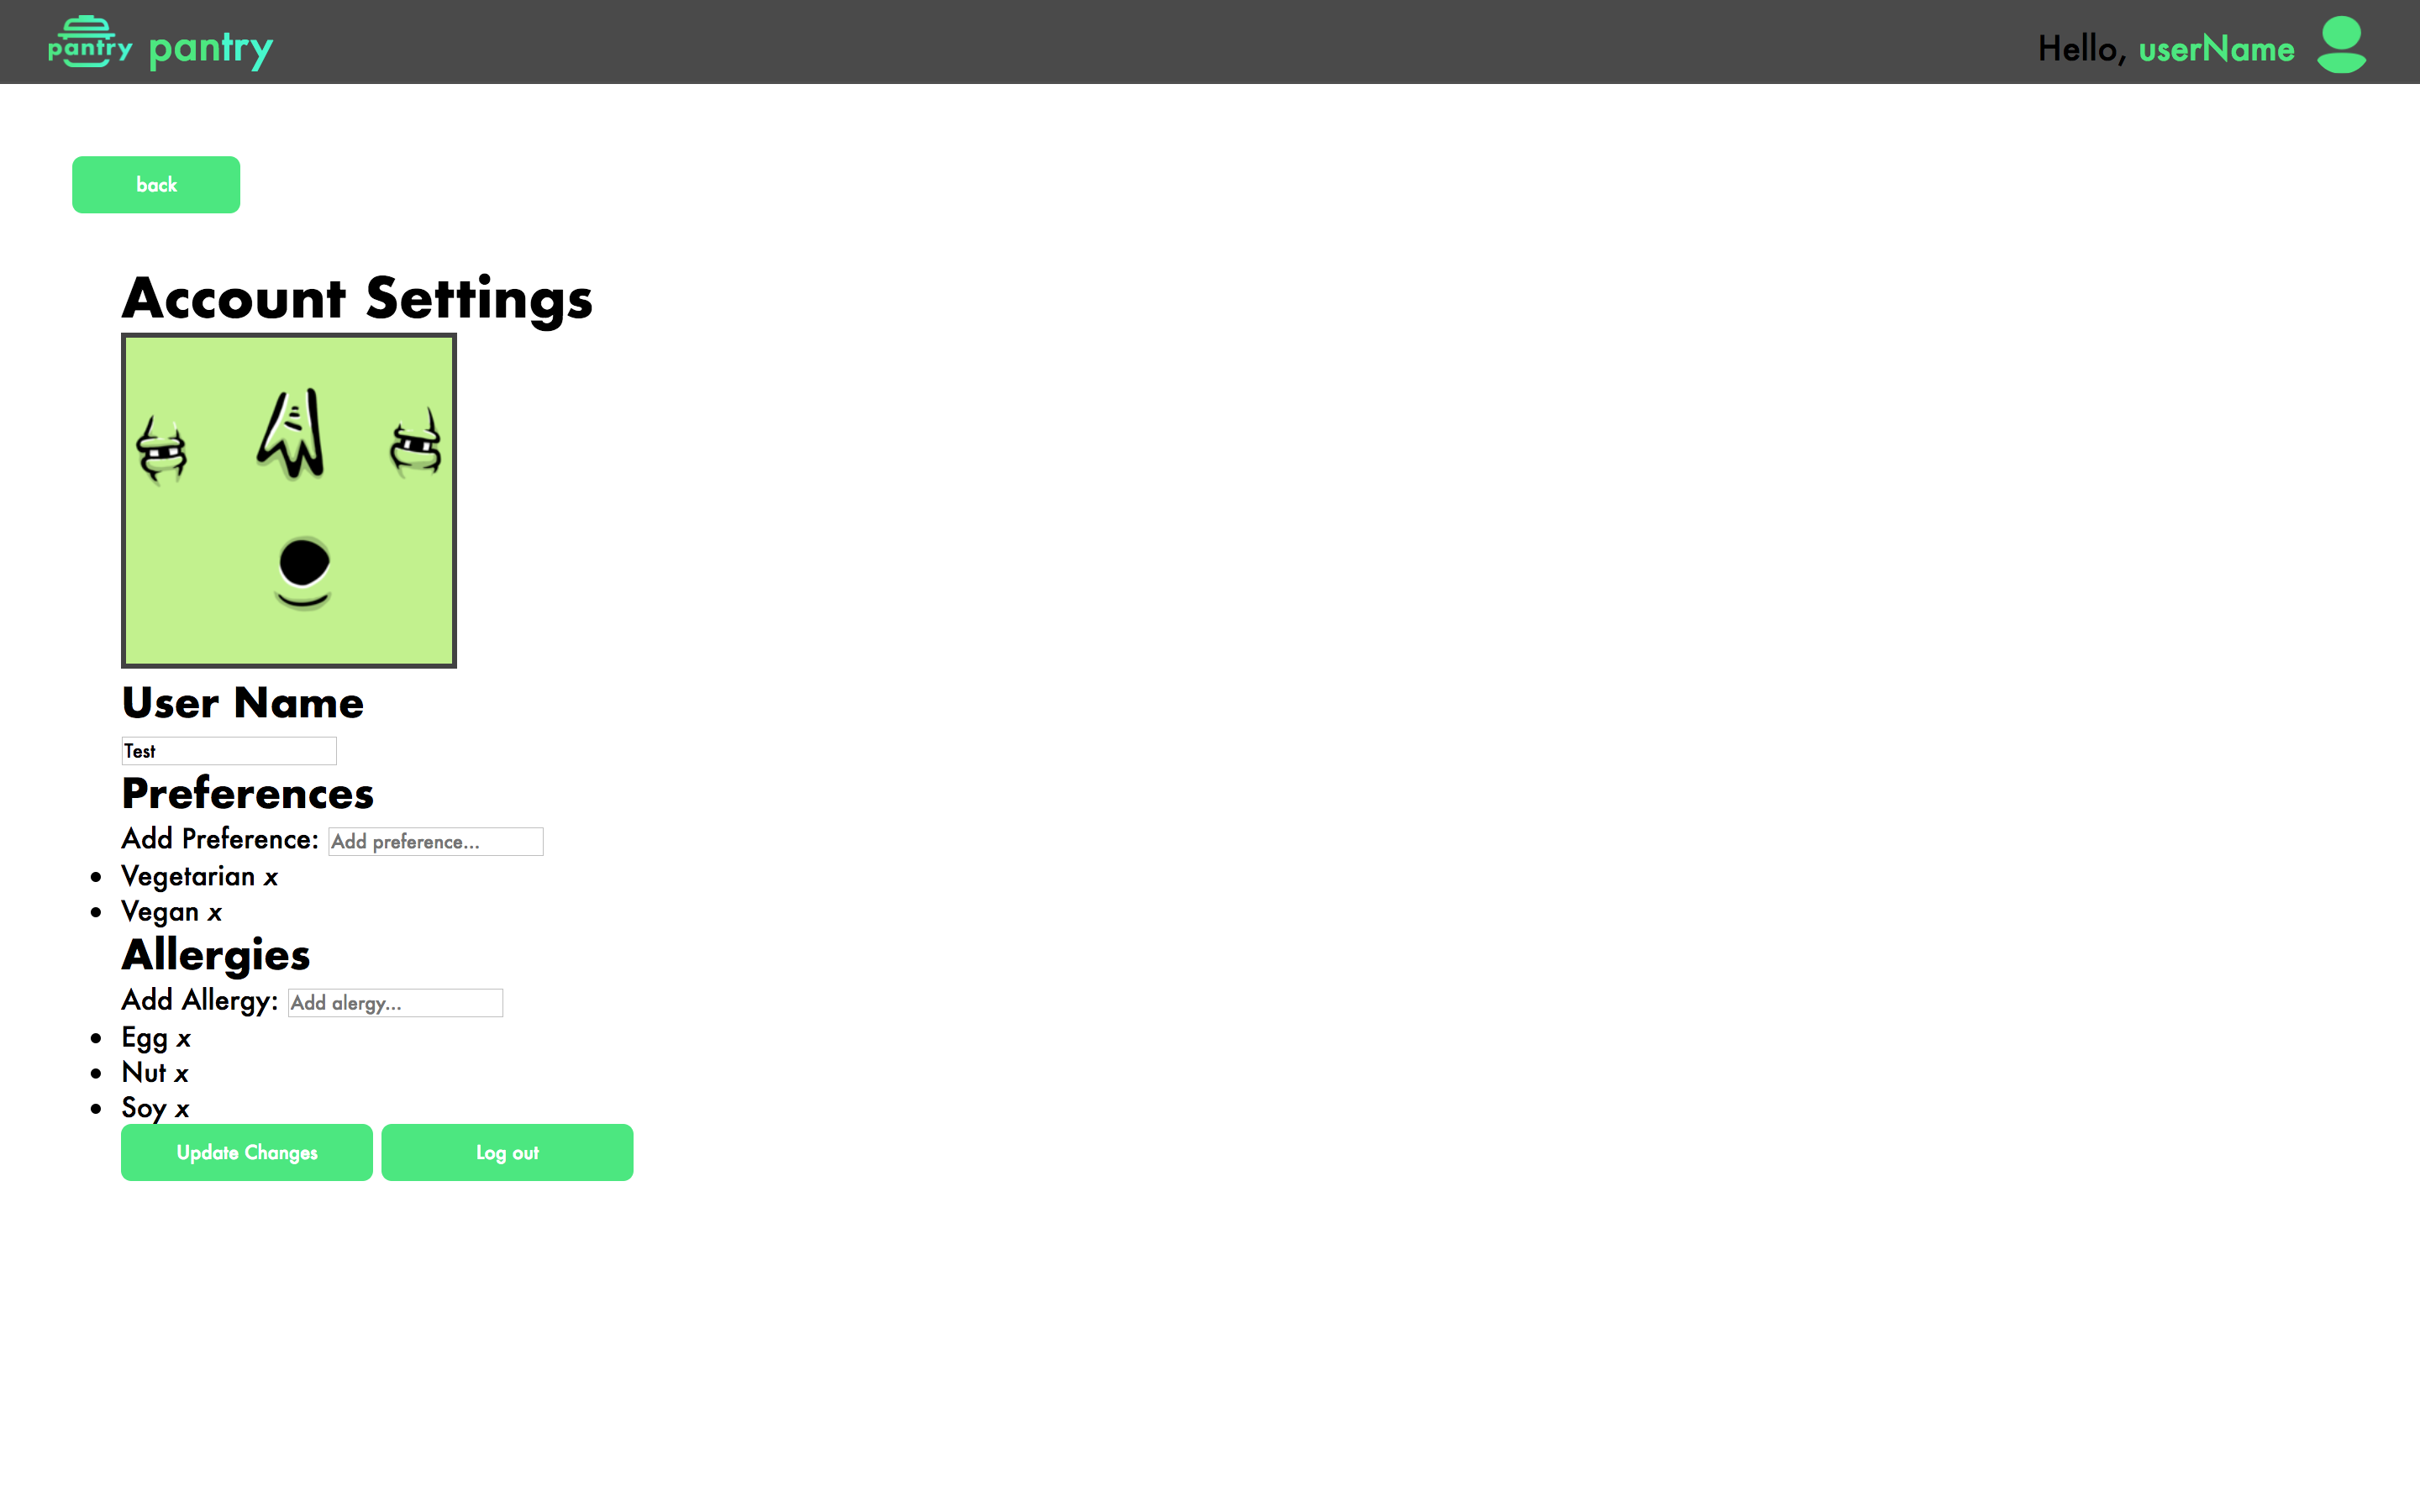 pantry pantry
Hello, userName
back
Account Settings
User Name
Test
Preferences
Add Preference: Add preference...
Vegetarian x
Vegan x
Allergies
Add Allergy: Add alergy...
Egg x
Nut x
Soy x
Update Changes Log out